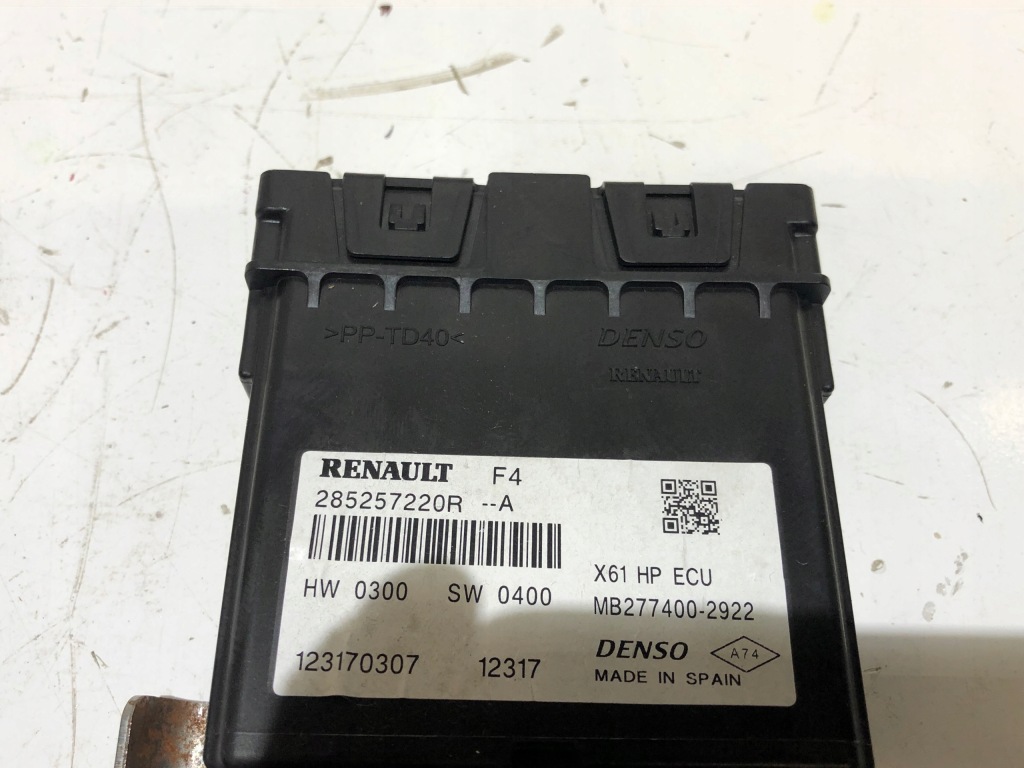 >PP-TD40<
DENSO
RENAULT
RENAULT F4
285257220R --A
HW 0300 SW 0400
123170307 12317
X61 HP ECU
MB277400-2922
DENSO A74
MADE IN SPAIN